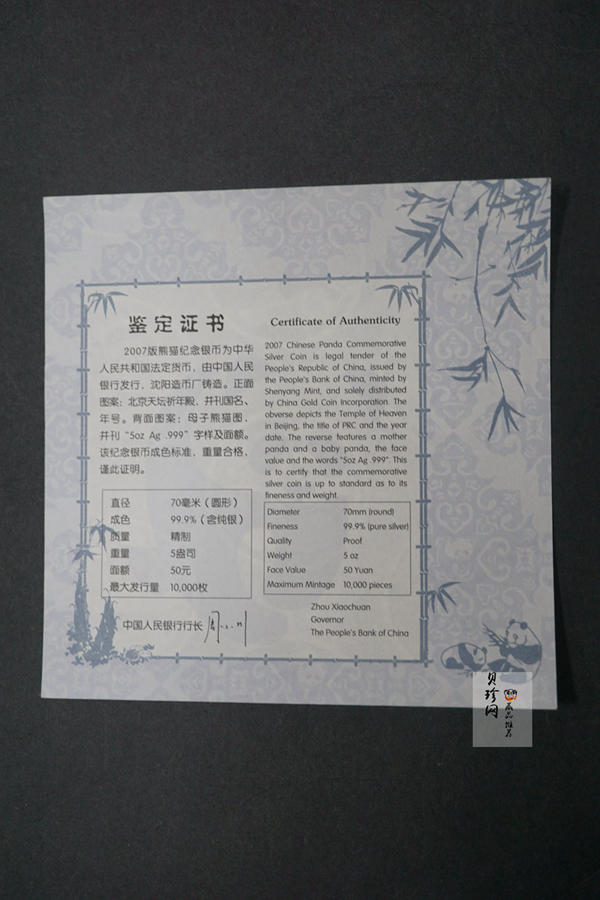 鉴定证书
2007版熊猫纪念银币为中华
人民共和国法定货币，由中国人民
银行发行，沈阳造币厂铸造。正面
图案：北京天坛祈年殿、并刊国名、
年号。背面图案：母子熊猫图、
并刊“5oz Ag .999”字样及面额。
该纪念银币成色标准，重量合格，
谨此证明。
直径 70毫米（圆形）
成色 99.9%（含纯银）
质量 精制
重量 5盎司
面额 50元
最大发行量 10,000枚
中国人民银行行长
Certificate of Authenticity
2007 Chinese Panda Commemorative
Silver Coin is legal tender of the
People's Republic of China, issued
by the People's Bank of China, minted by
Shenyang Mint, and solely distributed
by China Gold Coin Incorporation. The
obverse depicts the Temple of Heaven
in Beijing, the title of PRC and the year
date. The reverse features a mother
panda and a baby panda, the face
value and the words "5oz Ag .999". This
is to certify that the commemorative
silver coin is up to standard as to its
fineness and weight.
Diameter 70mm (round)
Fineness 99.9% (pure silver)
Quality Proof
Weight 5 oz
Face Value 50 Yuan
Maximum Mintage 10,000 pieces
Zhou Xiaochuan
Governor
The People's Bank of China
贝珍网
藏品推荐